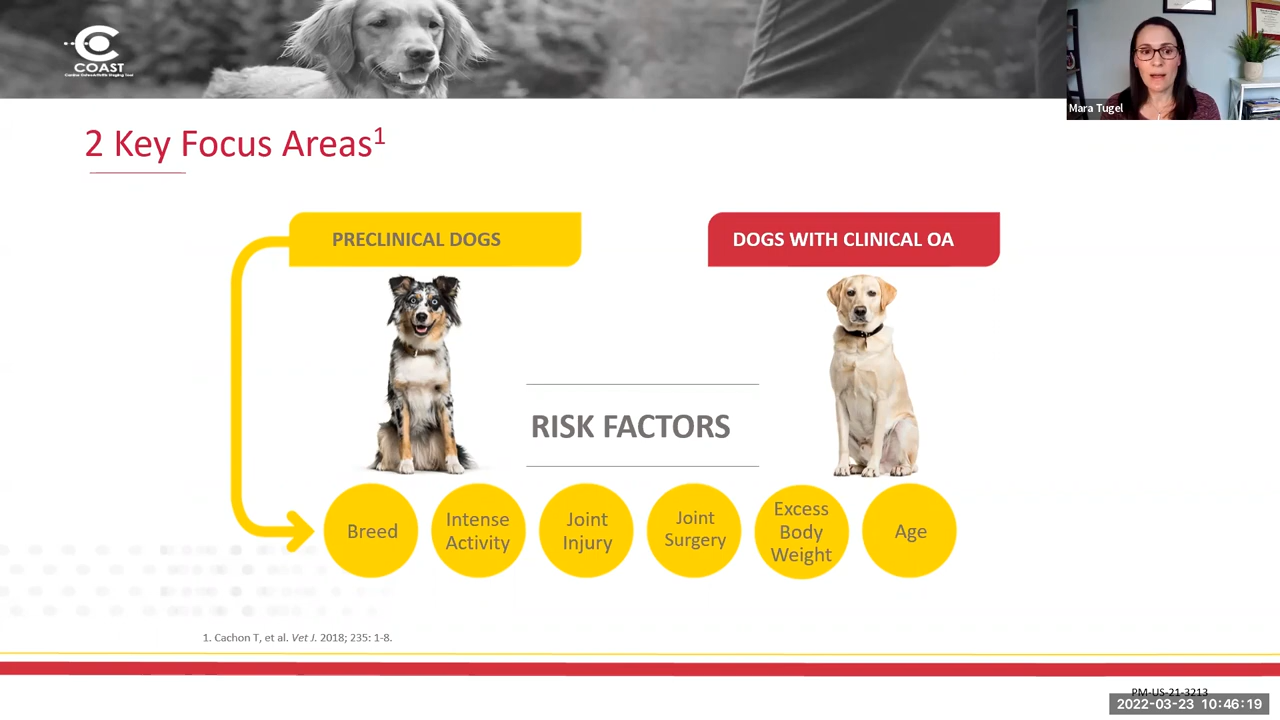 COAST
Canine Osteoarthritis Staging Tool
Mara Tugel
2 Key Focus Areas1
PRECLINICAL DOGS
DOGS WITH CLINICAL OA
RISK FACTORS
Breed
Intense
Activity
Joint
Injury
Joint
Surgery
Excess
Body
Weight
Age
1. Cachon T, et al. Vet J. 2018; 235: 1-8.
PM-US-21-3213
2022-03-23 10:46:19